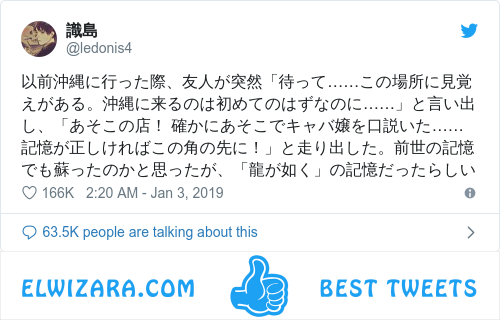 識島
@ledonis4
以前沖縄に行った際、友人が突然「待って……この場所に見覚
えがある。沖縄に来るのは初めてのはずなのに……」と言い出
し、「あそこの店！ 確かにあそこでキャバ嬢を口説いた……
記憶が正しければこの角の先に！」と走り出した。前世の記憶
でも蘇ったのかと思ったが、「龍が如く」の記憶だったらしい
166K 2:20 AM - Jan 3, 2019
63.5K people are talking about this
ELWIZARA.COM BEST TWEETS